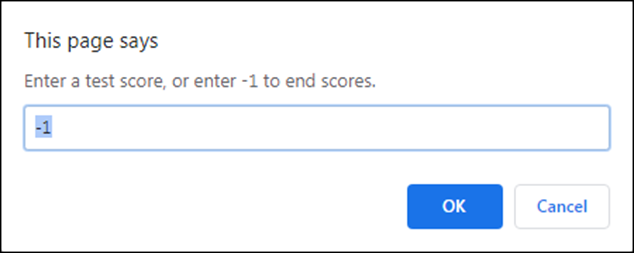 This page says
Enter a test score, or enter -1 to end scores.
-1
OK Cancel